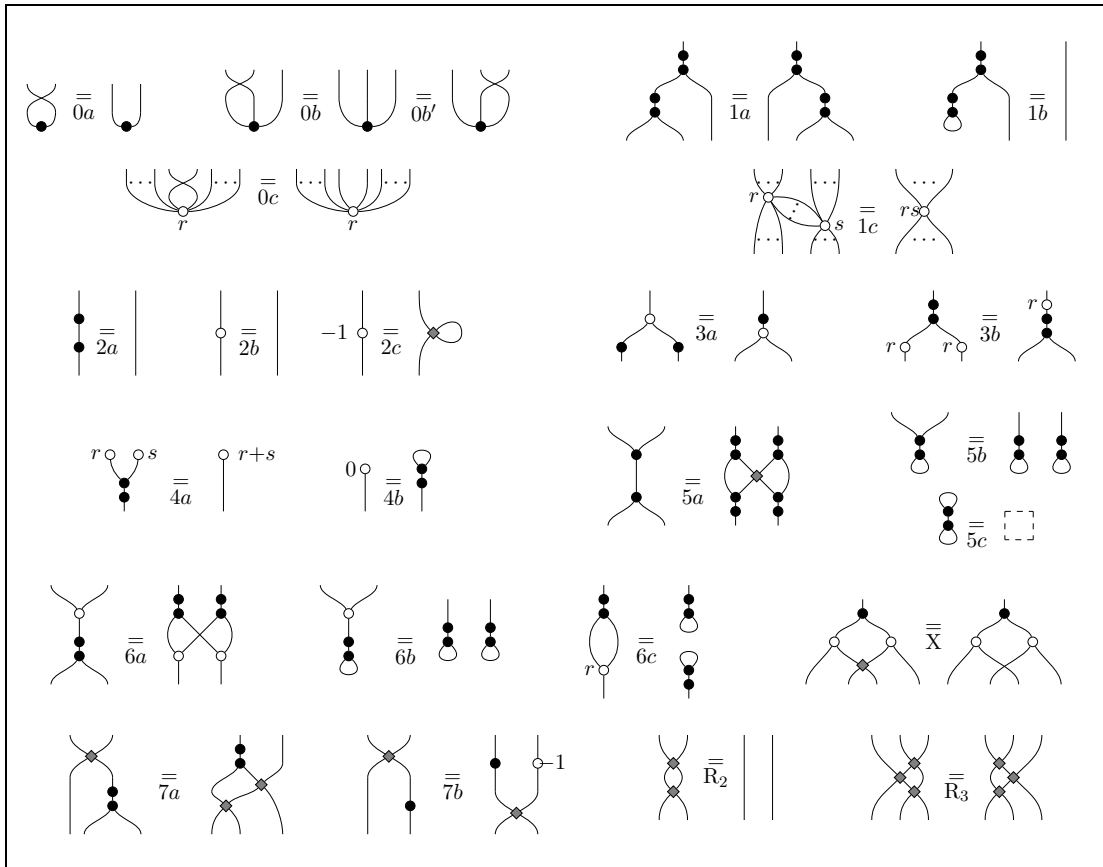 = 0a
= 0b
= 0b′
= 1a
= 1b
··· ··· = 0c ··· ···
r r
··· ··· r ⋰ s = 1c ··· ··· rs ··· ···
= 2a
= 2b
−1 = 2c
= 3a
r r = 3b r
r s = 4a r+s
0 = 4b
= 5a
= 5b
= 5c
= 6a
= 6b
r = 6c
= X
= 7a
= 7b −1
= R2
= R3